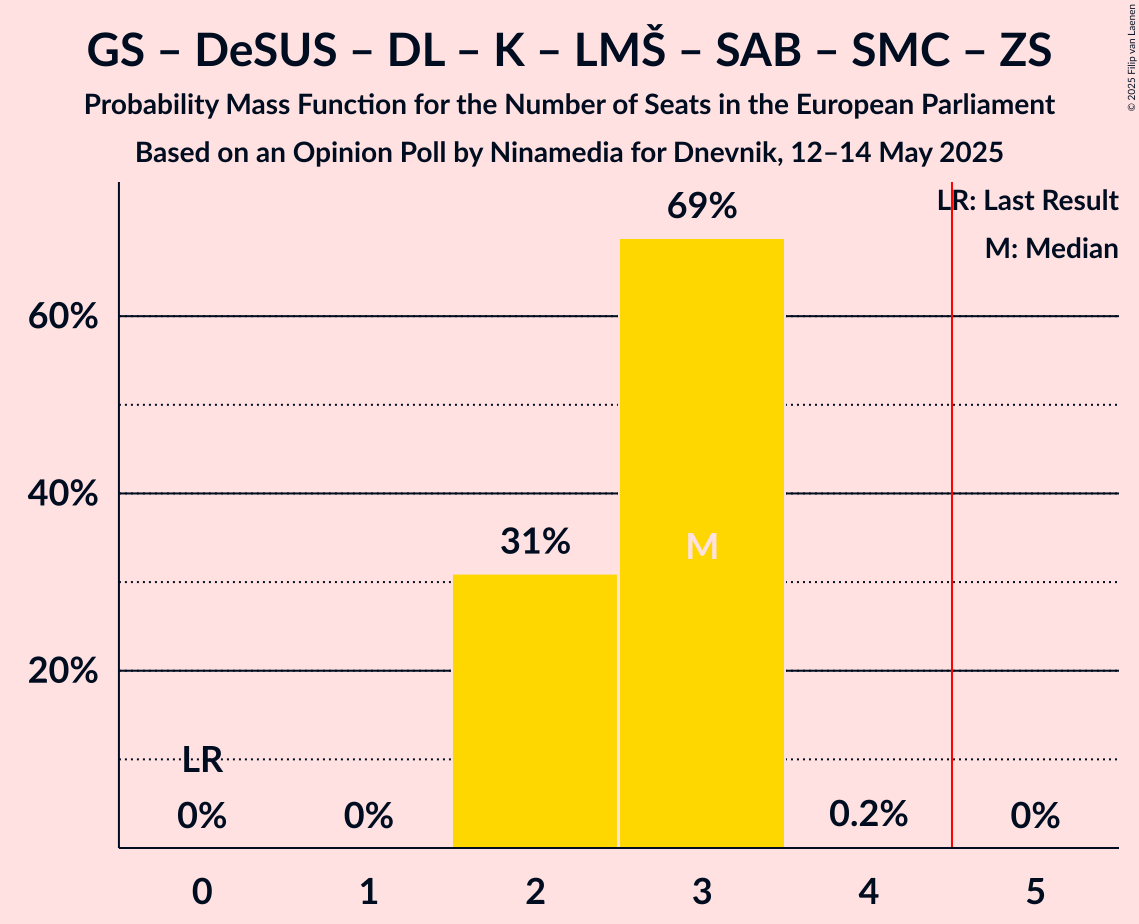 GS – DeSUS – DL – K – LMŠ – SAB – SMC – ZS
Probability Mass Function for the Number of Seats in the European Parliament
Based on an Opinion Poll by Ninamedia for Dnevnik, 12–14 May 2025
© 2025 Filip van Laenen
LR: Last Result
M: Median
69%
60%
40%
31%
M
20%
LR
0%
0%
0.2%
0%
0
1
2
3
4
5